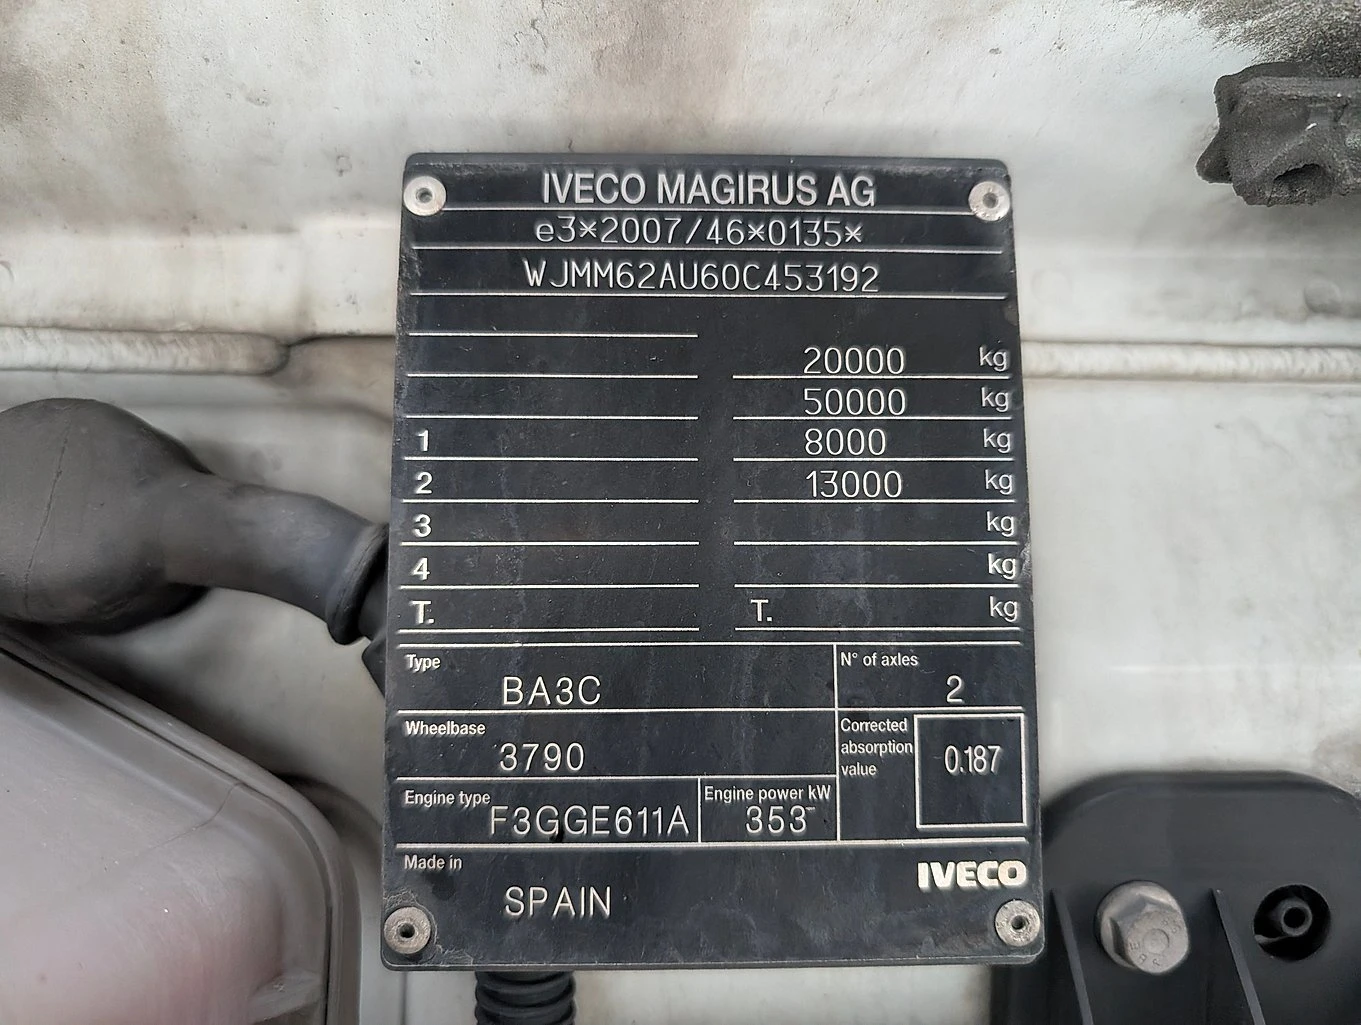 IVECO MAGIRUS AG
e3*2007/46*0135*
WJMM62AU60C453192
20000 kg
50000 kg
1 8000 kg
2 13000 kg
3 kg
4 kg
T. T. kg
Type BA3C N° of axles 2
Wheelbase 3790 Corrected absorption value 0.187
Engine type F3GGE611A Engine power kW 353
Made in SPAIN IVECO